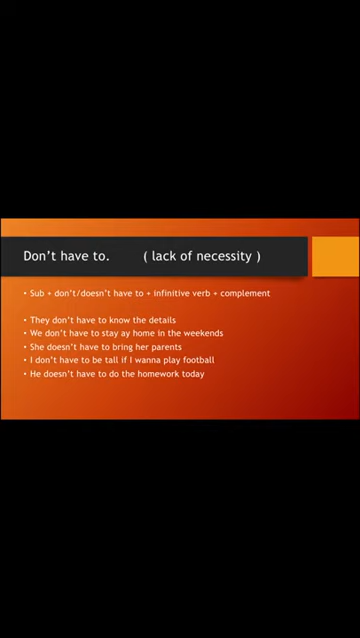 Don't have to. ( lack of necessity )
• Sub + don't/doesn't have to + infinitive verb + complement
• They don't have to know the details
• We don't have to stay ay home in the weekends
• She doesn't have to bring her parents
• I don't have to be tall if I wanna play football
• He doesn't have to do the homework today